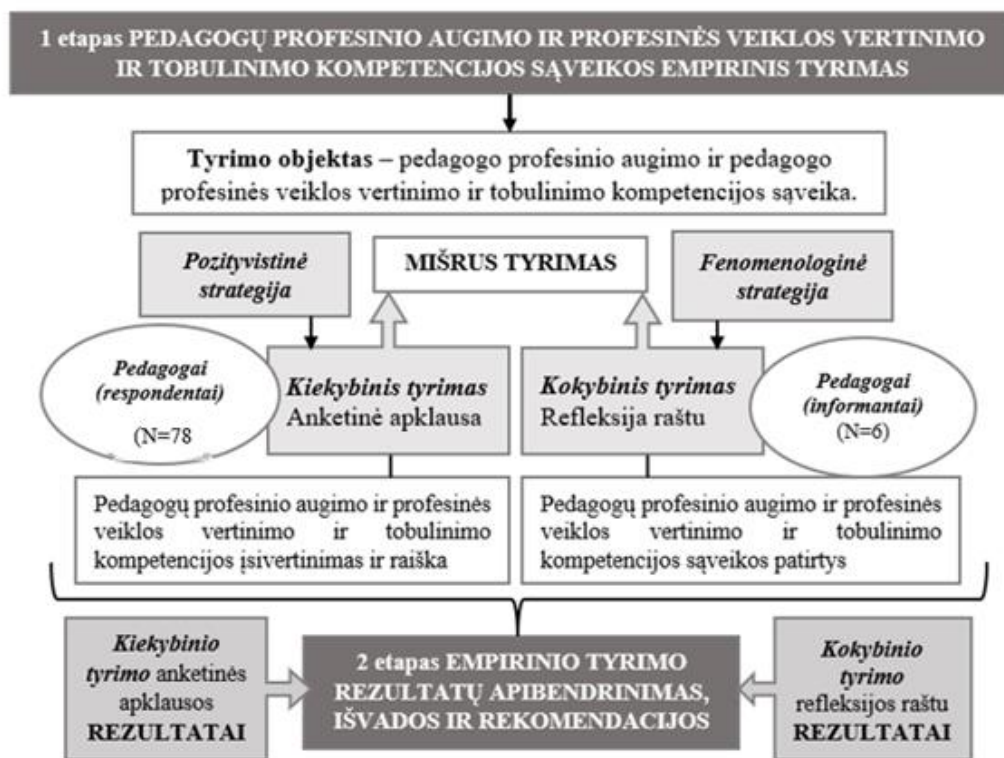 1 etapas PEDAGOGŲ PROFESINIO AUGIMO IR PROFESINĖS VEIKLOS VERTINIMO
IR TOBULINIMO KOMPETENCIJOS SĄVEIKOS EMPIRINIS TYRIMAS
Tyrimo objektas – pedagogo profesinio augimo ir pedagogo
profesinės veiklos vertinimo ir tobulinimo kompetencijos sąveika.
Pozityvistinė
strategija
MIŠRUS TYRIMAS
Fenomenologinė
strategija
Pedagogai
(respondentai)
(N=78
Kiekybinis tyrimas
Anketinė apklausa
Kokybinis tyrimas
Refleksija raštu
Pedagogai
(informantai)
(N=6)
Pedagogų profesinio augimo ir profesinės
veiklos vertinimo ir tobulinimo
kompetencijos įsivertinimas ir raiška
Pedagogų profesinio augimo ir profesinės
veiklos vertinimo ir tobulinimo
kompetencijos sąveikos patirtys
Kiekybinio
tyrimo anketinės
apklausos
REZULTATAI
2 etapas EMPIRINIO TYRIMO
REZULTATŲ APIBENDRINIMAS,
IŠVADOS IR REKOMENDACIJOS
Kokybinio
tyrimo
refleksijos raštu
REZULTATAI